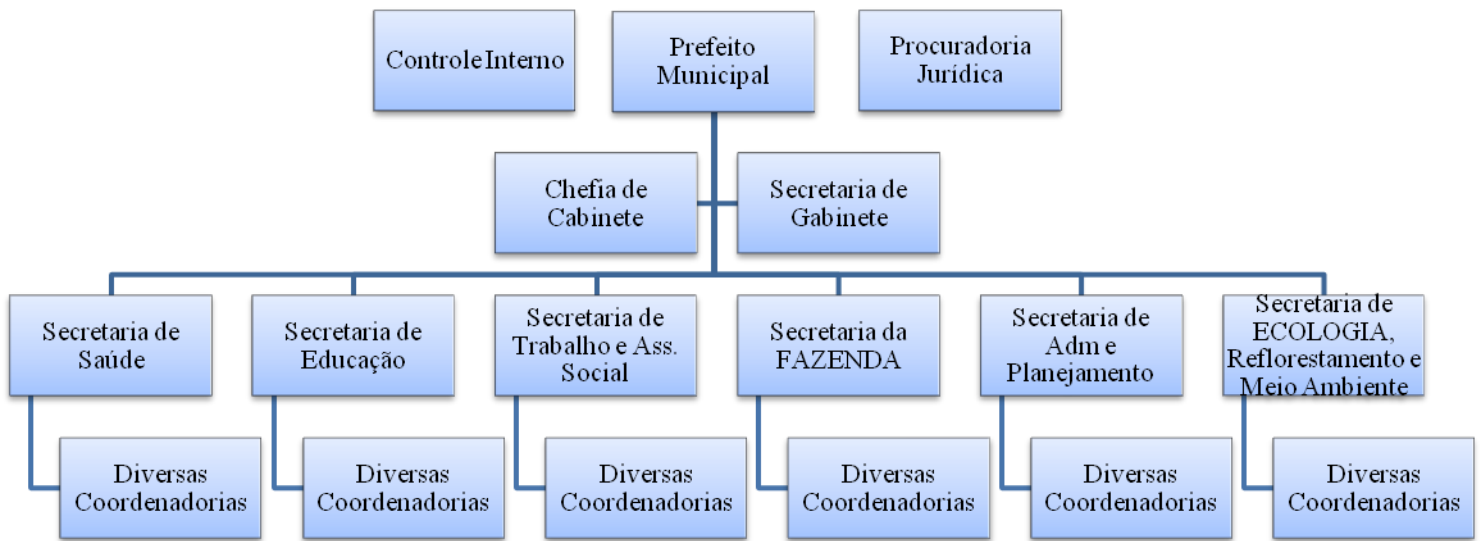 Controle Interno
Prefeito
Municipal
Procuradoria
Jurídica
Chefia de
Cabinete
Secretaria de
Gabinete
Secretaria de
Saúde
Secretaria de
Educação
Secretaria de
Trabalho e Ass.
Social
Secretaria da
FAZENDA
Secretaria de
Adm e
Planejamento
Secretaria de
ECOLOGIA,
Reflorestamento e
Meio Ambiente
Diversas
Coordenadorias
Diversas
Coordenadorias
Diversas
Coordenadorias
Diversas
Coordenadorias
Diversas
Coordenadorias
Diversas
Coordenadorias